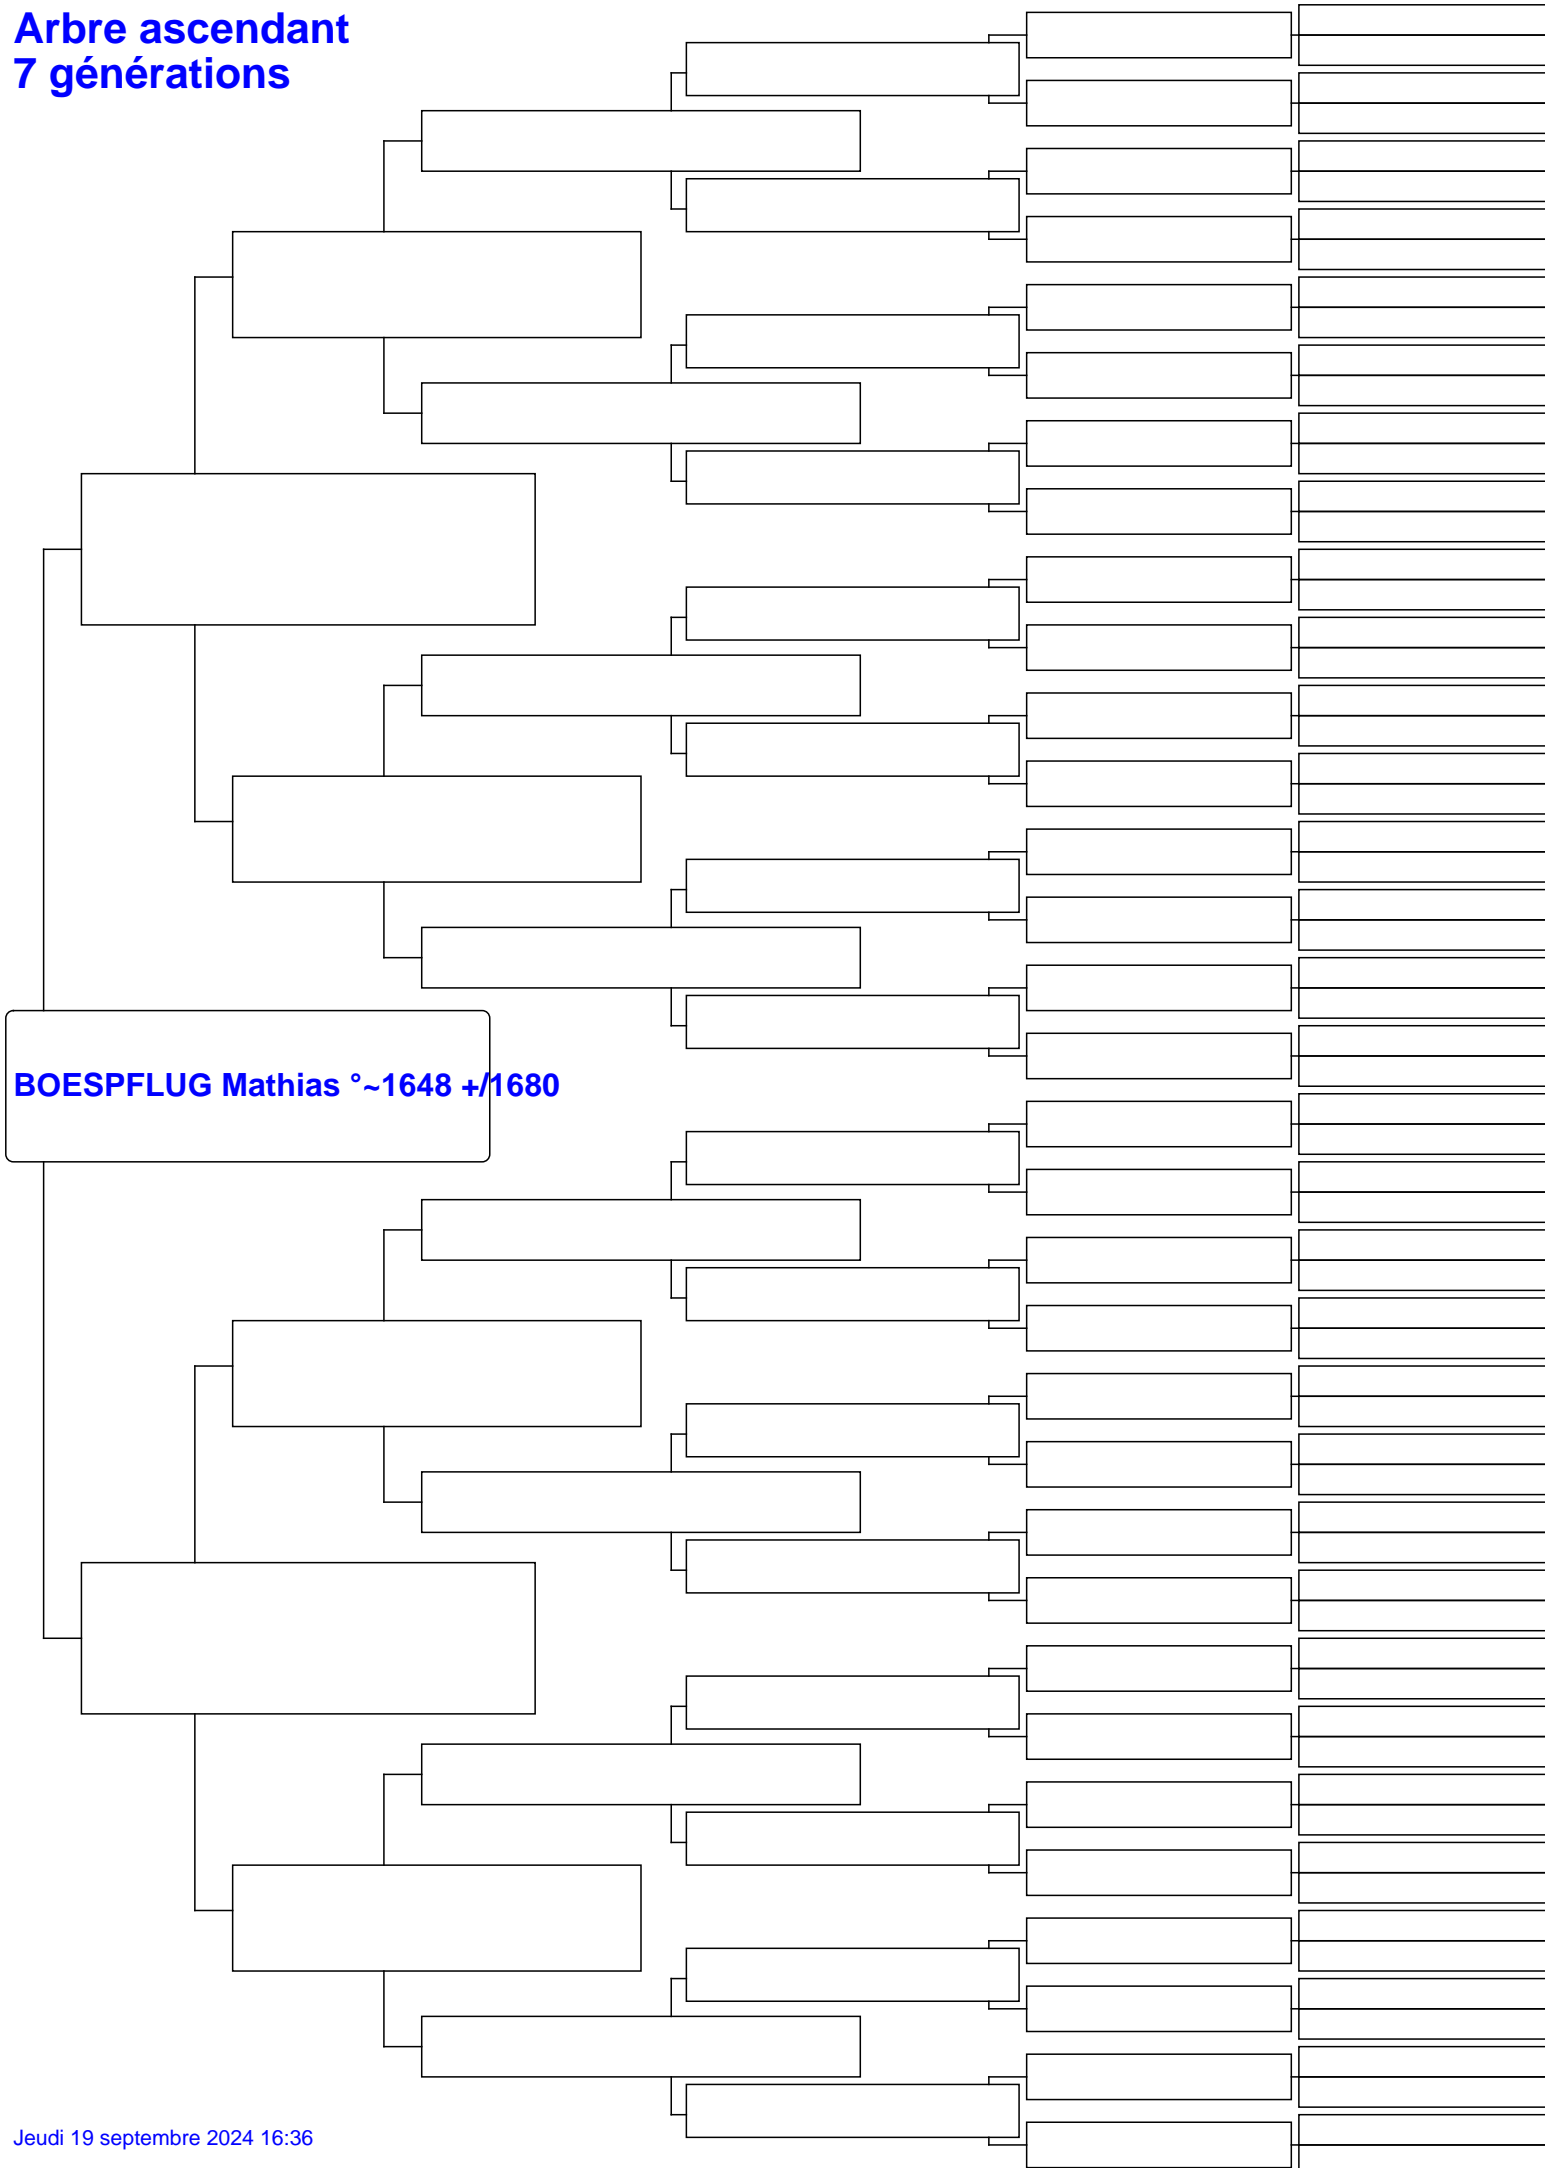 Arbre ascendant
7 générations
BOESPFLUG Mathias °~1648 +/1680
Jeudi 19 septembre 2024 16:36